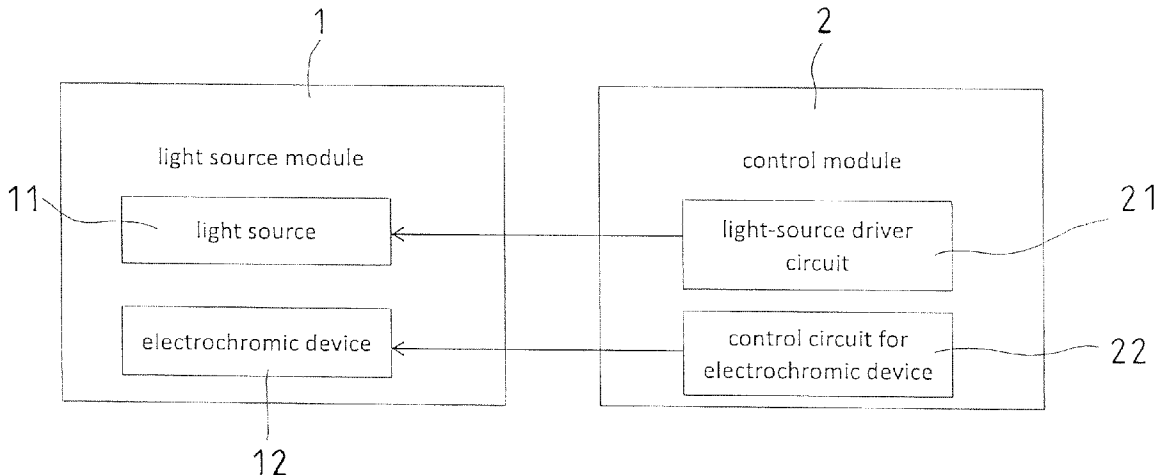 1
2
light source module
control module
11
light source
21
light-source driver
circuit
electrochromic device
control circuit for
electrochromic device
22
12